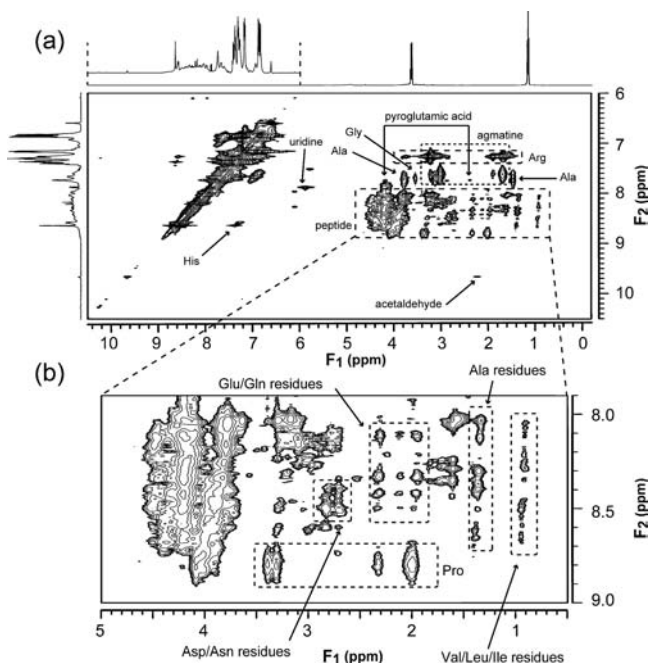 (a)
pyroglutamic acid
Gly
agmatine
Ala
Arg
uridine
Ala
peptide
His
acetaldehyde
6
7
8
9
10
F2 (ppm)
10 9 8 7 6 5 4 3 2 1 -0
F1 (ppm)
(b)
Glu/Gln residues
Ala residues
8.0
8.5
9.0
F2 (ppm)
Pro
5 4 3 2 1
Asp/Asn residues
F1 (ppm)
Val/Leu/Ile residues